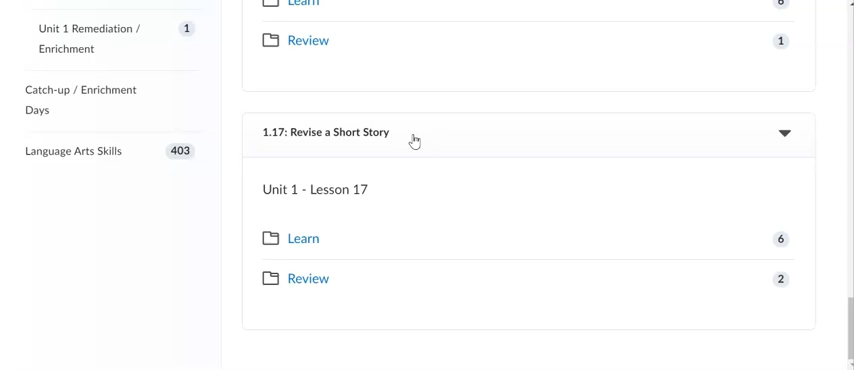 Learn
6
Unit 1 Remediation /
Enrichment
1
Review
1
Catch-up / Enrichment
Days
Language Arts Skills
403
1.17: Revise a Short Story
Unit 1 - Lesson 17
Learn
6
Review
2